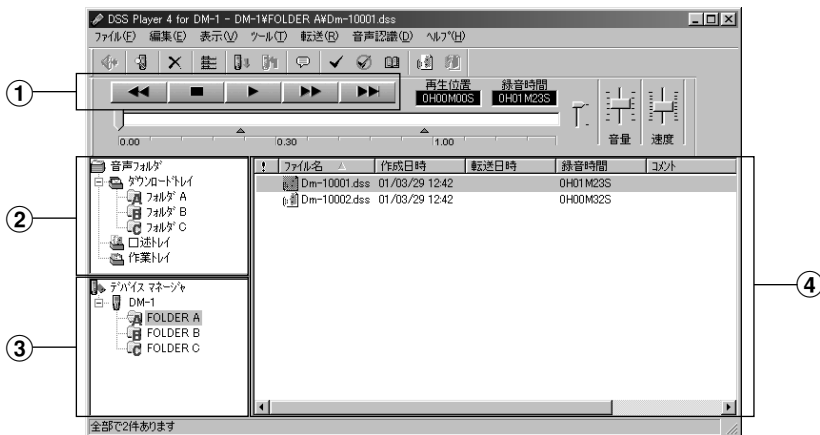 DSS Player 4 for DM-1 - DM-1¥FOLDER A¥Dm-10001.dss
ファイル(F) 編集(E) 表示(V) ツール(T) 転送(R) 音声認識(D) ヘルプ(H)
①
再生位置 録音時間
0H00M00S 0H01M23S
0.00 0.30 1.00
音量 速度
②
音声フォルダ
ダウンロードトレイ
フォルダ A
フォルダ B
フォルダ C
口述トレイ
作業トレイ
③
デバイス マネージャ
DM-1
FOLDER A
FOLDER B
FOLDER C
! ファイル名 作成日時 転送日時 録音時間 コメント
Dm-10001.dss 01/03/29 12:42 0H01M23S
Dm-10002.dss 01/03/29 12:42 0H00M32S
④
全部で2件あります